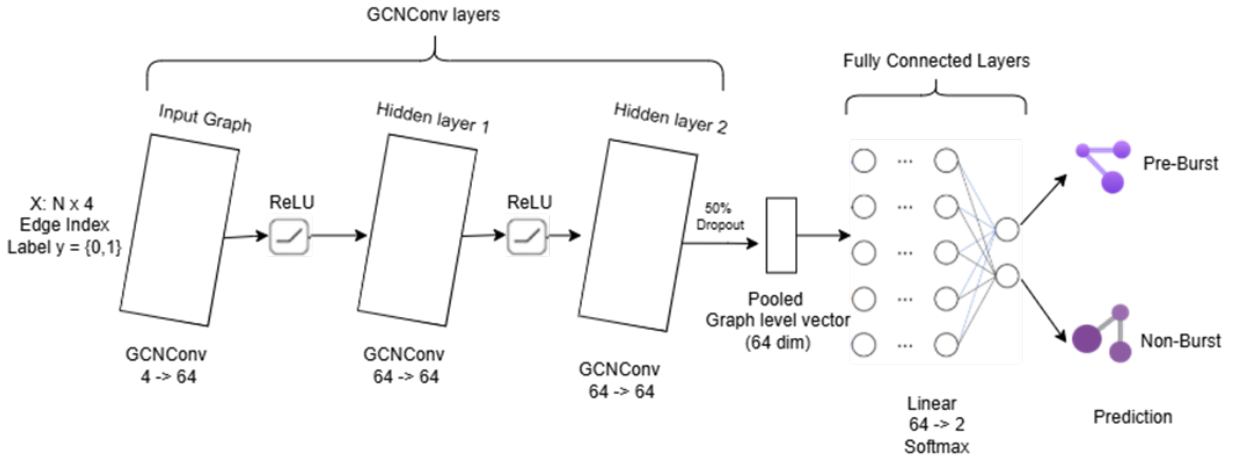 GCNConv layers
Fully Connected Layers
Input Graph
Hidden layer 1
Hidden layer 2
X: N x 4
Edge Index
Label y = {0,1}
ReLU
ReLU
50%
Dropout
Pooled
Graph level vector
(64 dim)
...
...
...
...
...
Pre-Burst
Non-Burst
GCNConv
4 -> 64
GCNConv
64 -> 64
GCNConv
64 -> 64
Linear
64 -> 2
Softmax
Prediction